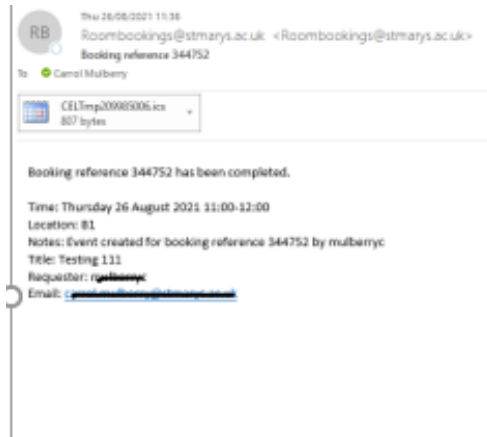 Thu 26/08/2021 11:36
RB
Roombookings@stmarys.ac.uk <Roombookings@stmarys.ac.uk>
Booking reference 344752
To Carrol Mulberry
CELTmp209985006.ics
807 bytes
Booking reference 344752 has been completed.
Time: Thursday 26 August 2021 11:00-12:00
Location: B1
Notes: Event created for booking reference 344752 by mulberryc
Title: Testing 111
Requester:
Email: